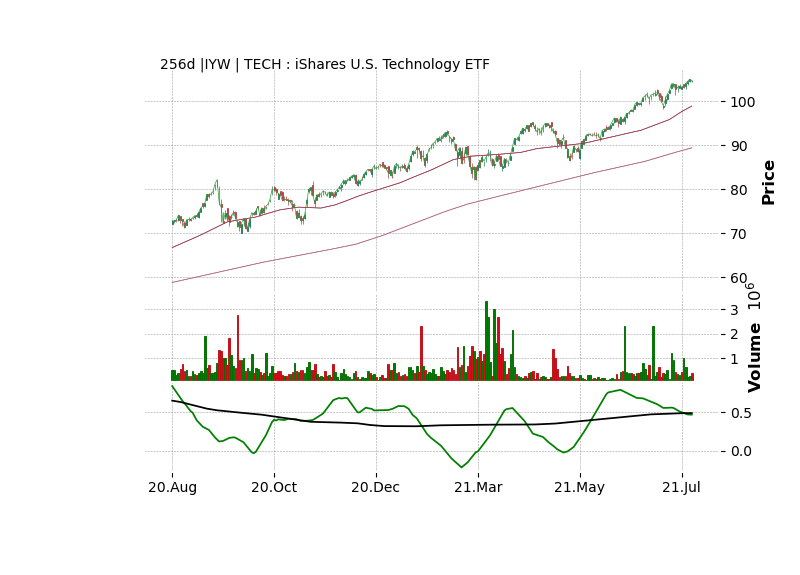 256d |IYW | TECH : iShares U.S. Technology ETF
100
90
80
70
60
Price
3
2
1
Volume 10^6
0.5
0.0
20.Aug 20.Oct 20.Dec 21.Mar 21.May 21.Jul